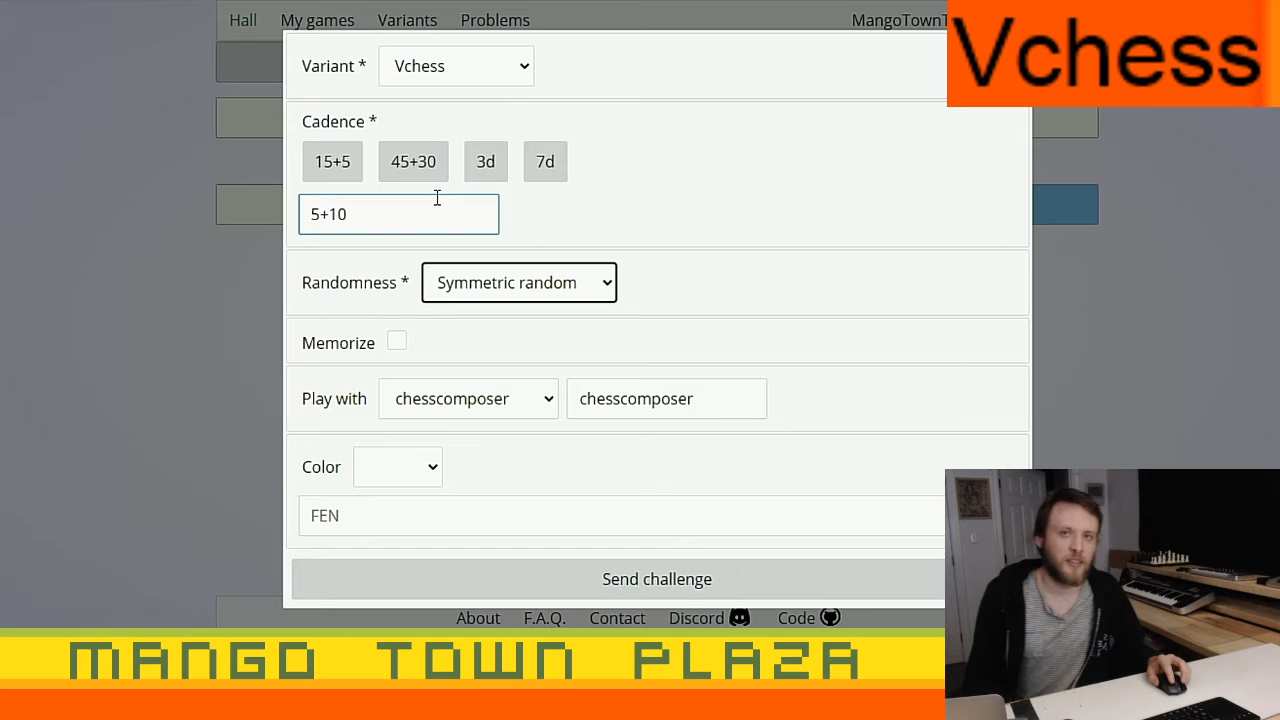 Hall My games Variants Problems MangoTownT
Vchess
Variant * Vchess
Cadence *
15+5 45+30 3d 7d
5+10
Randomness * Symmetric random
Memorize
Play with chesscomposer chesscomposer
Color
FEN
Send challenge
About F.A.Q. Contact Discord Code
MANGO TOWN PLAZA